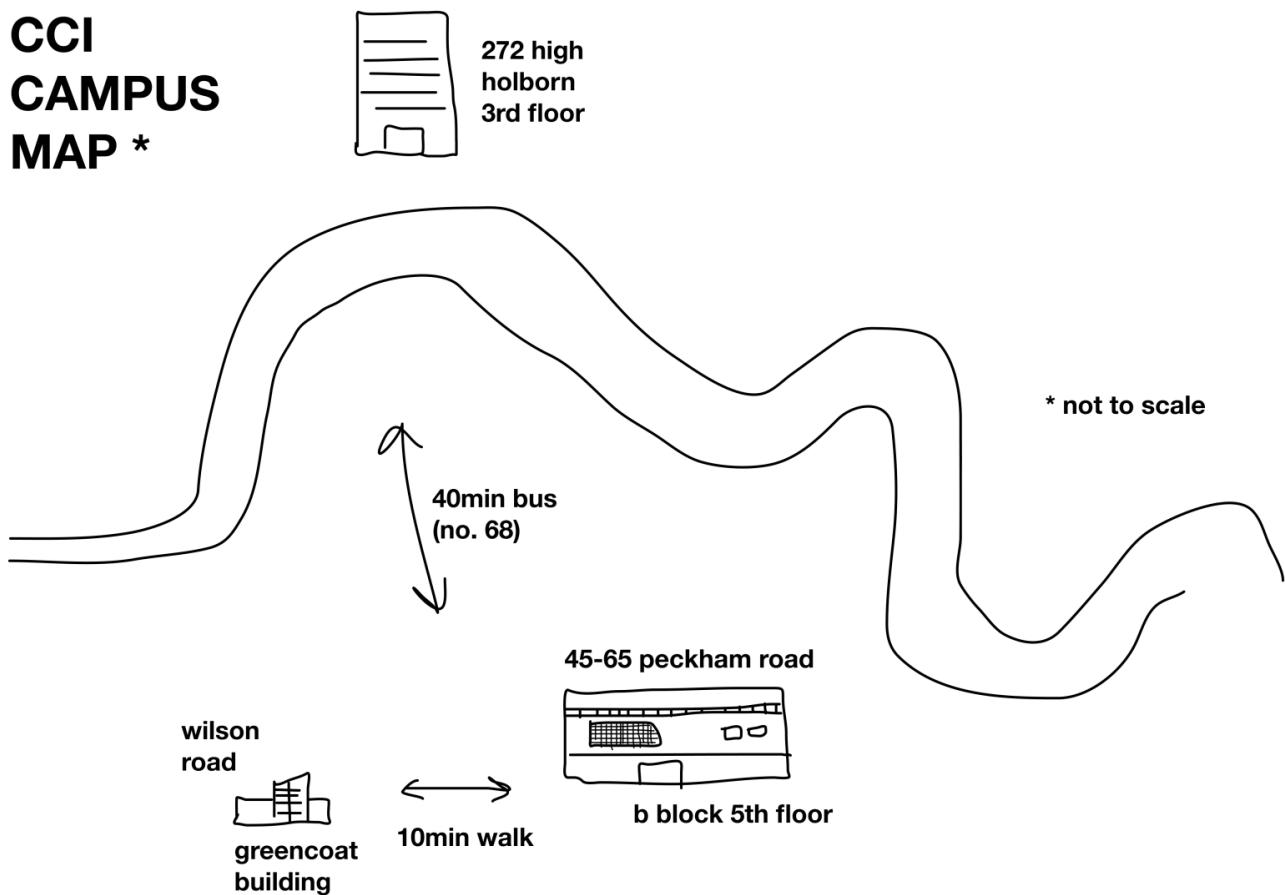 CCI
CAMPUS
MAP *
272 high
holborn
3rd floor
* not to scale
40min bus
(no. 68)
45-65 peckham road
wilson
road
b block 5th floor
10min walk
greencoat
building